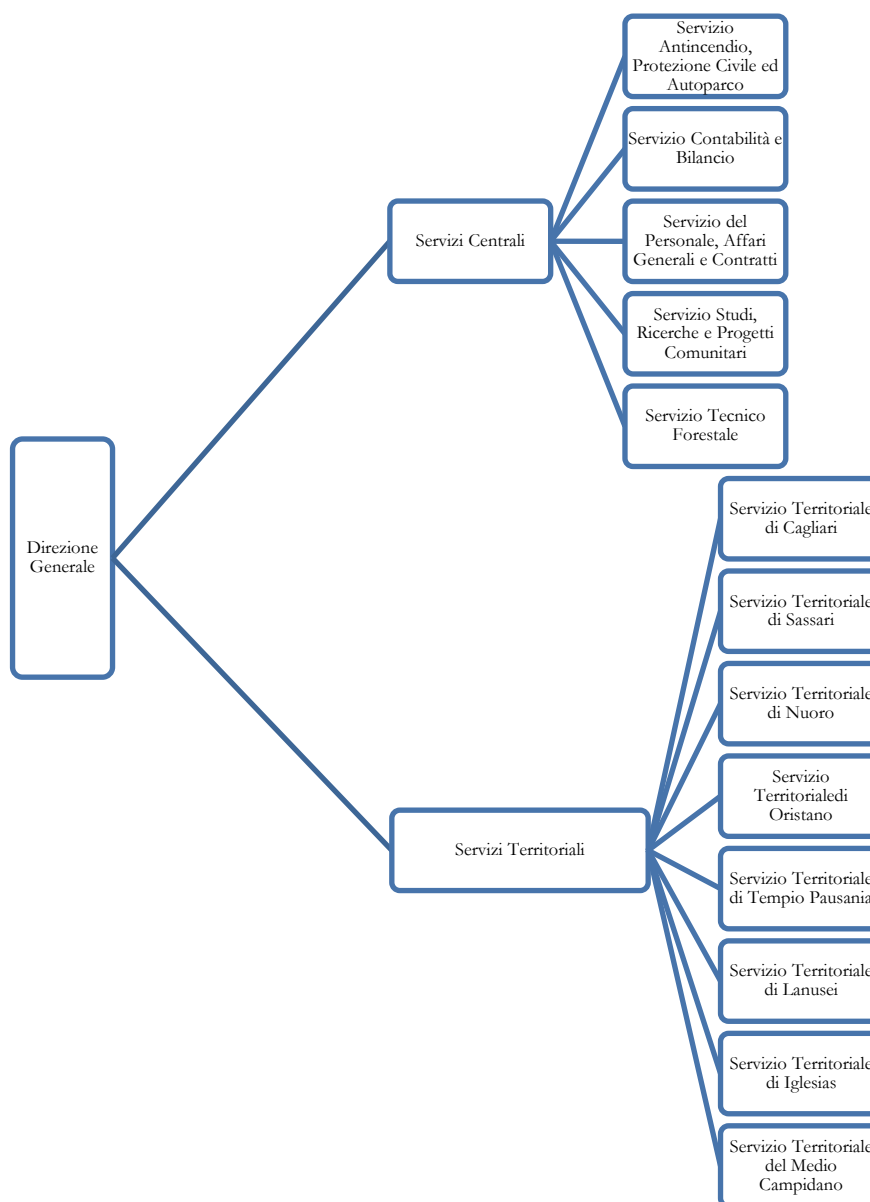 Servizio
Antincendio,
Protezione Civile ed
Autoparco
Servizio Contabilità e
Bilancio
Servizi Centrali
Servizio del
Personale, Affari
Generali e Contratti
Servizio Studi,
Ricerche e Progetti
Comunitari
Servizio Tecnico
Forestale
Direzione
Generale
Servizio Territoriale
di Cagliari
Servizio Territoriale
di Sassari
Servizio Territoriale
di Nuoro
Servizio
Territorialedi
Oristano
Servizi Territoriali
Servizio Territoriale
di Tempio Pausania
Servizio Territoriale
di Lanusei
Servizio Territoriale
di Iglesias
Servizio Territoriale
del Medio
Campidano